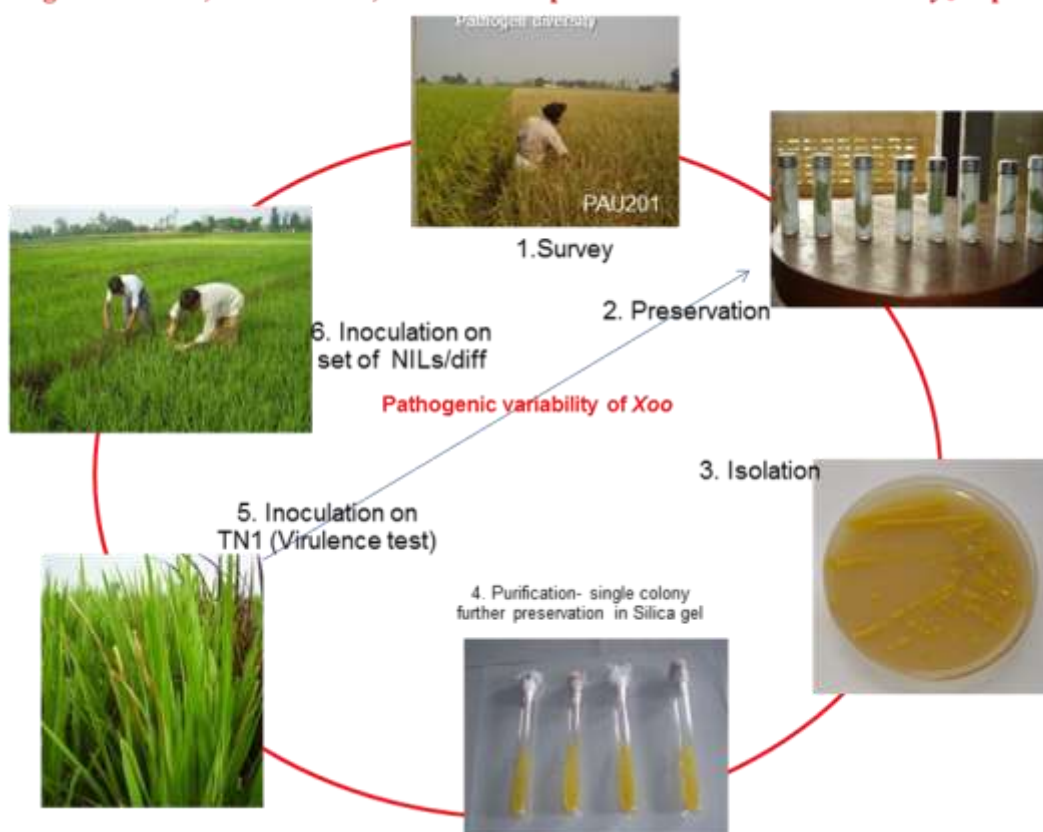 Pathogen diversity
PAU201
1.Survey
2. Preservation
6. Inoculation on
set of NILs/diff
Pathogenic variability of Xoo
3. Isolation
5. Inoculation on
TN1 (Virulence test)
4. Purification- single colony
further preservation in Silica gel